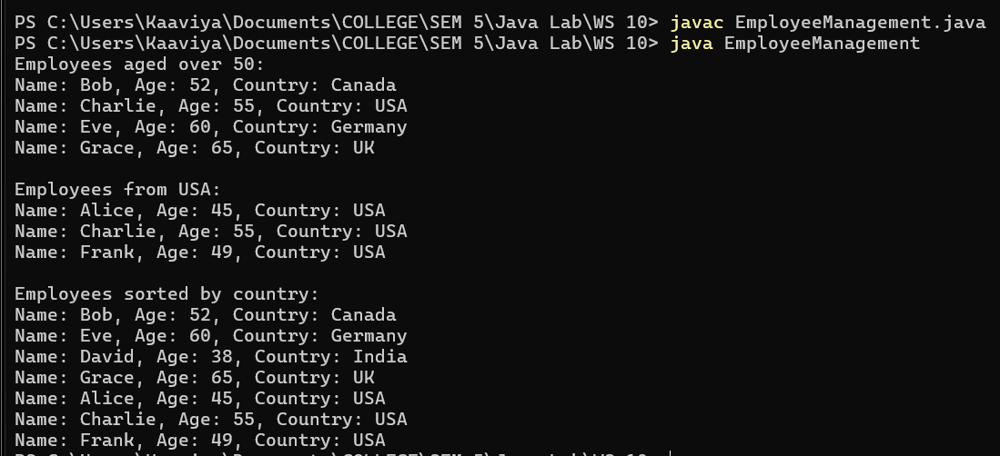 PS C:\Users\Kaaviya\Documents\COLLEGE\SEM 5\Java Lab\WS 10> javac EmployeeManagement.java
PS C:\Users\Kaaviya\Documents\COLLEGE\SEM 5\Java Lab\WS 10> java EmployeeManagement
Employees aged over 50:
Name: Bob, Age: 52, Country: Canada
Name: Charlie, Age: 55, Country: USA
Name: Eve, Age: 60, Country: Germany
Name: Grace, Age: 65, Country: UK

Employees from USA:
Name: Alice, Age: 45, Country: USA
Name: Charlie, Age: 55, Country: USA
Name: Frank, Age: 49, Country: USA

Employees sorted by country:
Name: Bob, Age: 52, Country: Canada
Name: Eve, Age: 60, Country: Germany
Name: David, Age: 38, Country: India
Name: Grace, Age: 65, Country: UK
Name: Alice, Age: 45, Country: USA
Name: Charlie, Age: 55, Country: USA
Name: Frank, Age: 49, Country: USA